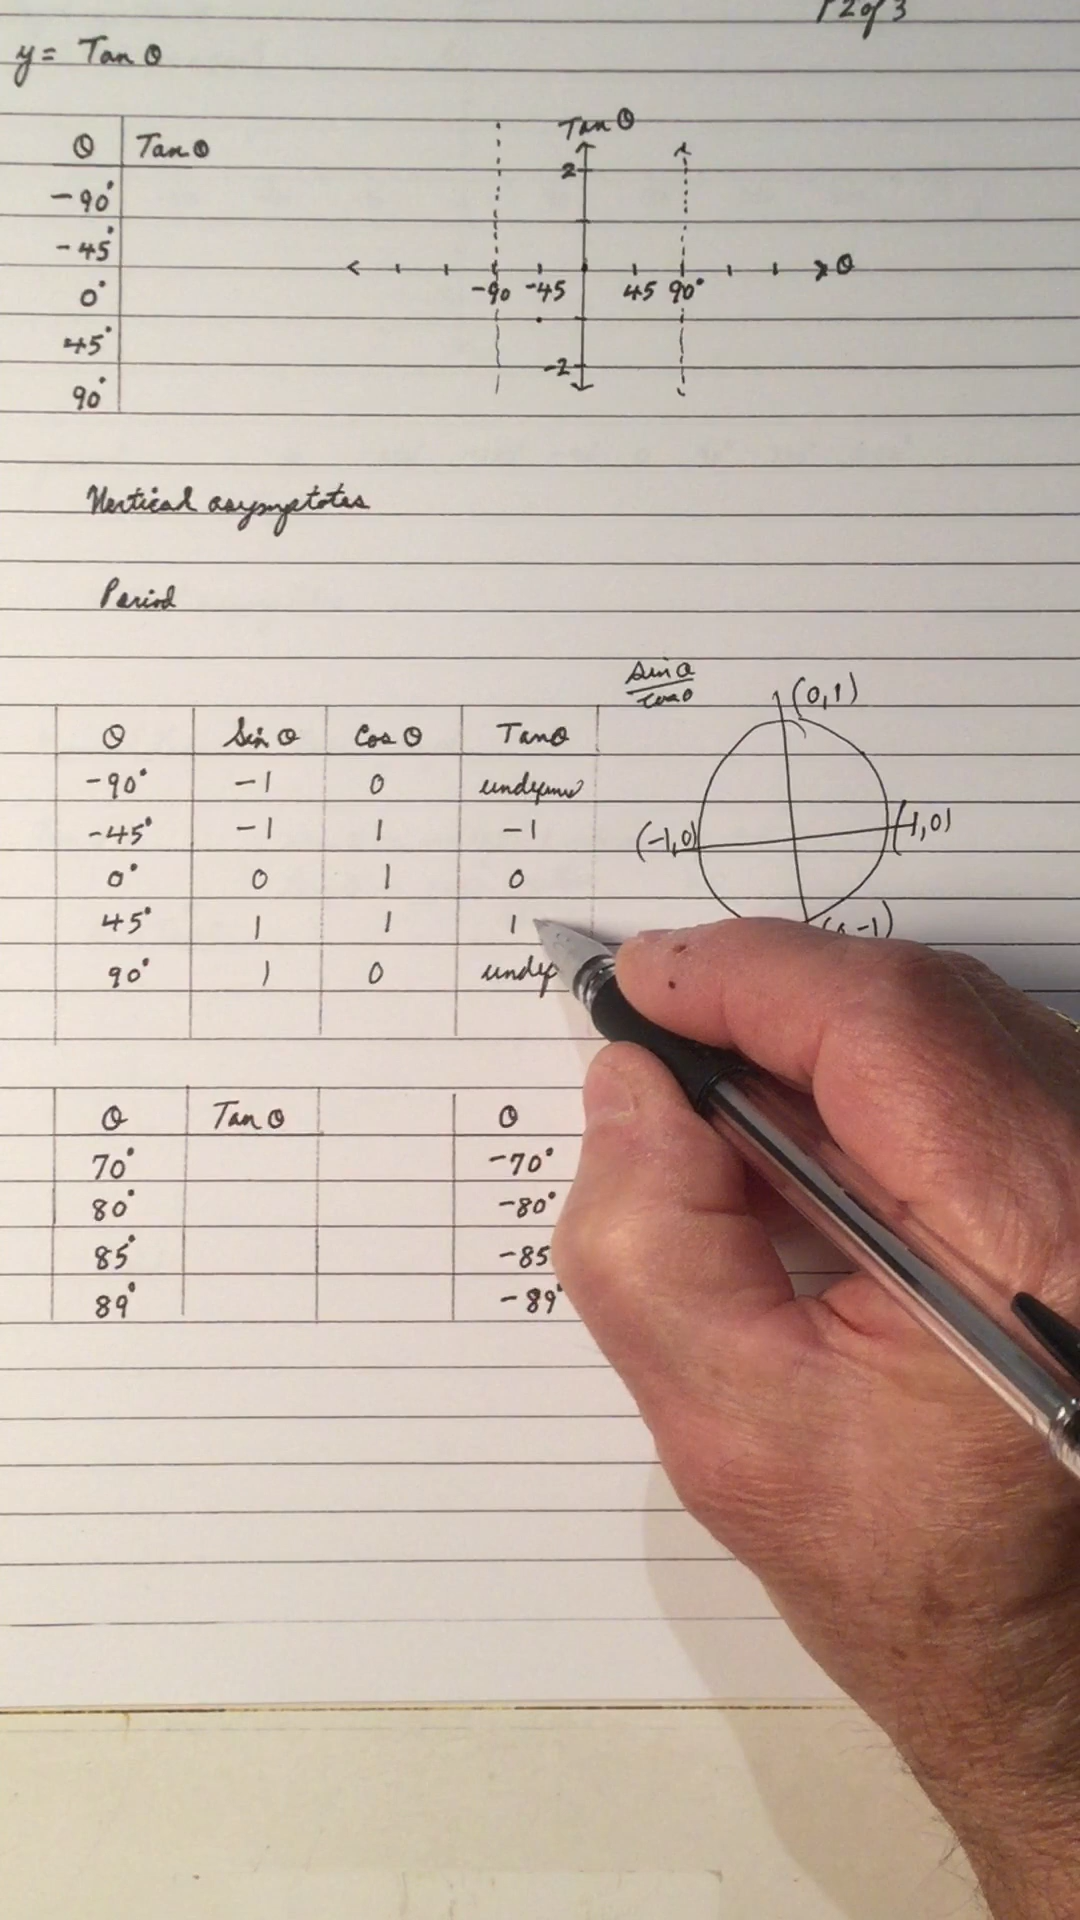 P 2 of 3
y = Tan θ
θ Tan θ
-90°
-45°
0°
45°
90°
Tan θ
2
-90 -45 45 90° θ
-2
Vertical asymptotes
Period
sin θ
cos θ
(0,1)
(-1,0) (1,0)
θ Sin θ Cos θ Tan θ
-90° -1 0
-45° -1 1 -1
0° 0 1 0
45° 1 1 1
90° 1 0 undef
θ Tan θ θ
70° -70°
80° -80°
85° -85
89° -89°